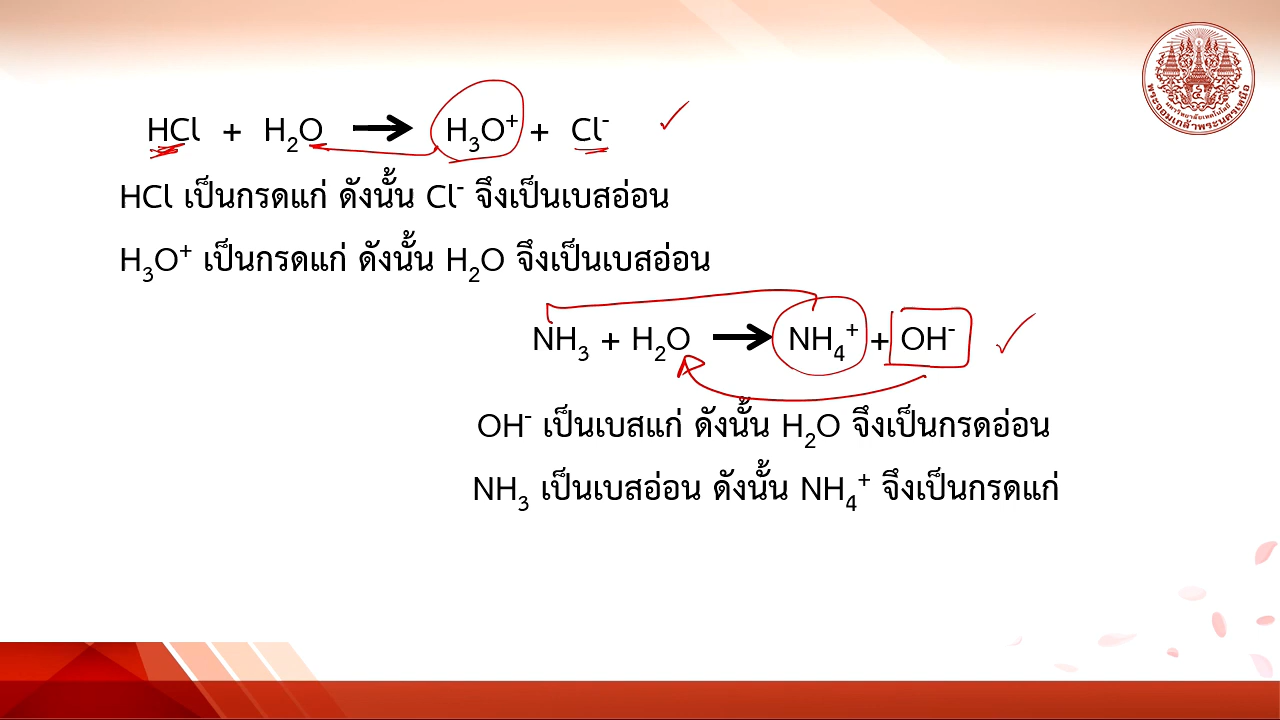 HCl + H₂O → H₃O⁺ + Cl⁻
HCl เป็นกรดแก่ ดังนั้น Cl⁻ จึงเป็นเบสอ่อน
H₃O⁺ เป็นกรดแก่ ดังนั้น H₂O จึงเป็นเบสอ่อน
NH₃ + H₂O → NH₄⁺ + OH⁻
OH⁻ เป็นเบสแก่ ดังนั้น H₂O จึงเป็นกรดอ่อน
NH₃ เป็นเบสอ่อน ดังนั้น NH₄⁺ จึงเป็นกรดแก่